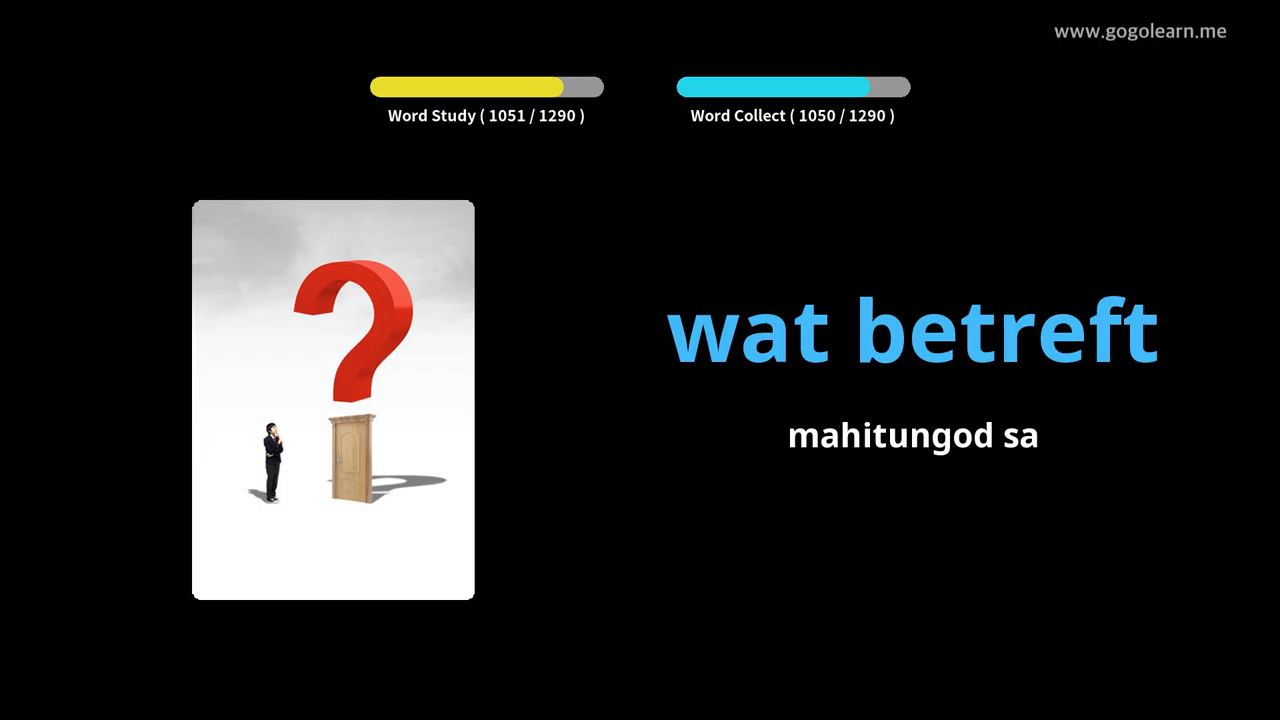 www.gogolearn.me
Word Study ( 1051 / 1290 )
Word Collect ( 1050 / 1290 )
wat betreft
mahitungod sa